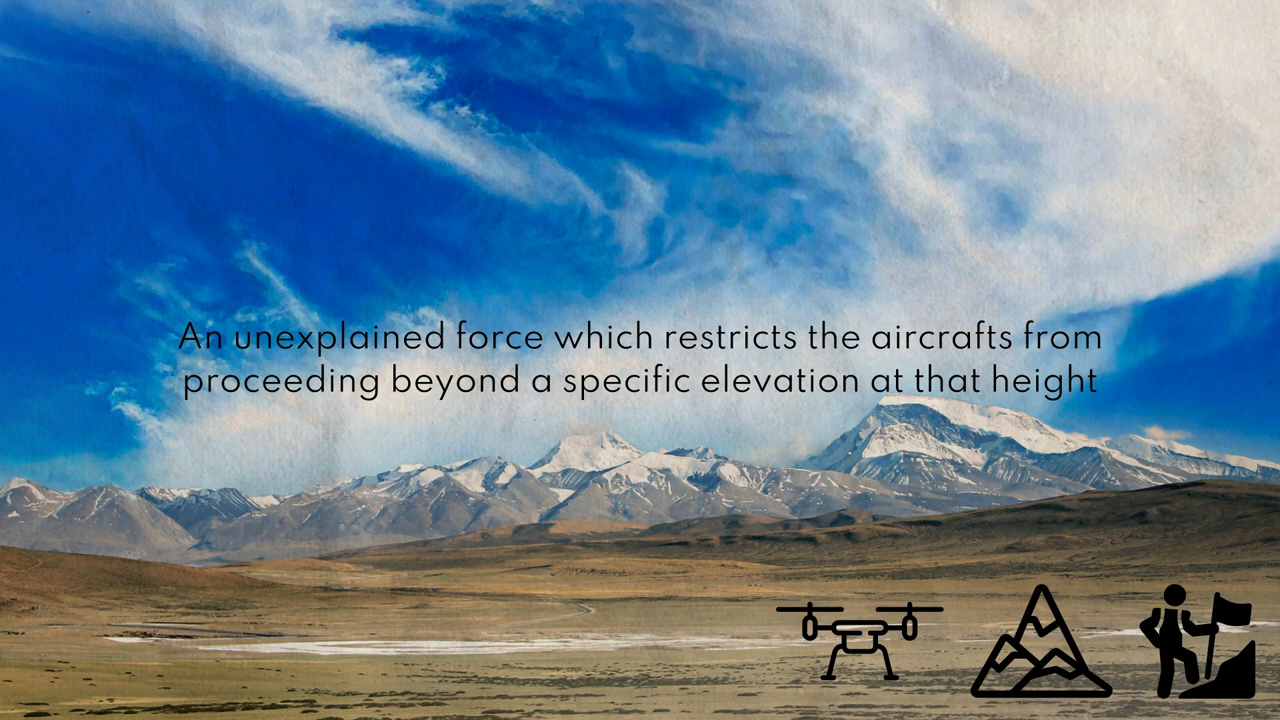 An unexplained force which restricts the aircrafts from
proceeding beyond a specific elevation at that height